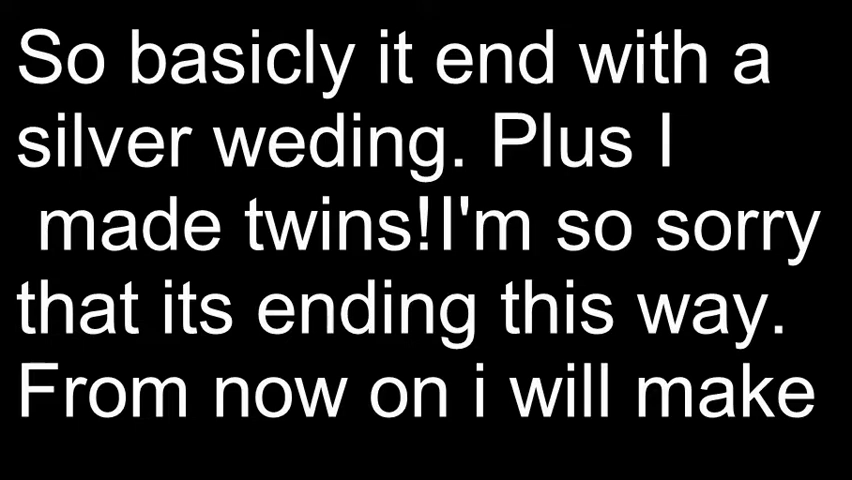 So basicly it end with a
silver weding. Plus I
made twins!I'm so sorry
that its ending this way.
From now on i will make